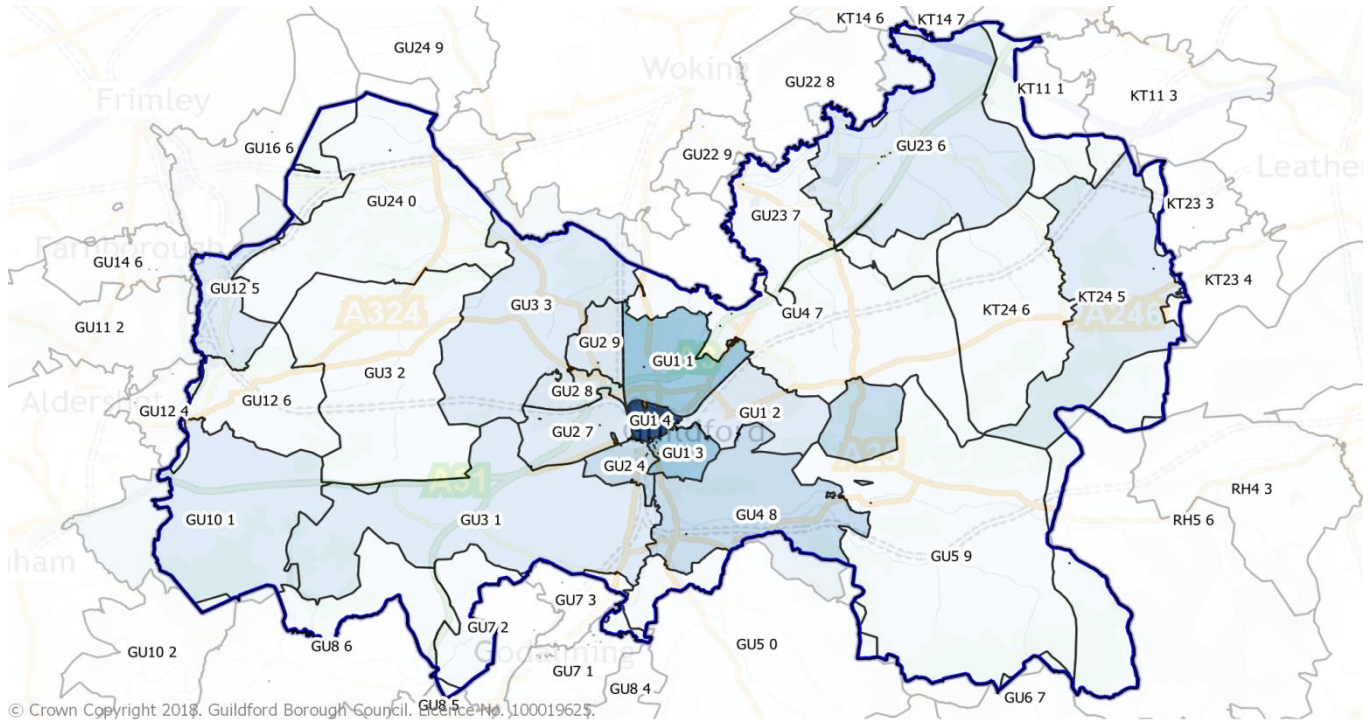 KT14 6
KT14 7
GU24 9
Woking
GU22 8
KT11 1
KT11 3
Frimley
GU16 6
GU23 6
GU22 9
Leather
GU24 0
KT23 3
GU23 7
Farnborough
GU14 6
KT23 4
GU12 5
KT24 5
GU3 3
A324
GU4 7
KT24 6
A246
GU11 2
GU2 9
GU1 1
A3
GU3 2
GU2 8
Aldershot
GU12 4
GU12 6
GU1 2
GU1 4
Guildford
GU2 7
GU1 3
A25
GU2 4
A31
RH4 3
GU10 1
GU3 1
GU4 8
RH5 6
GU5 9
nham
GU7 3
GU7 2
GU8 6
GU10 2
Godalming
GU5 0
GU7 1
GU8 4
GU6 7
GU8 5
© Crown Copyright 2018. Guildford Borough Council. Licence No. 100019625.